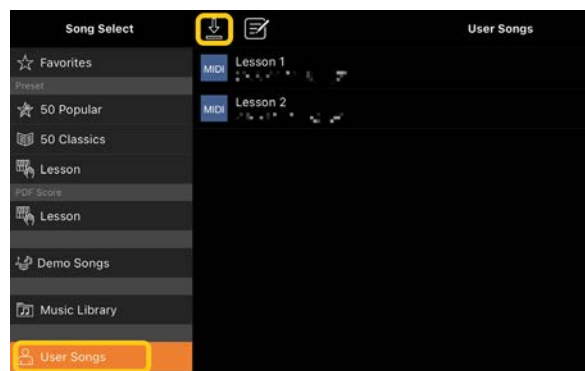 Song Select
User Songs
Favorites
Preset
50 Popular
50 Classics
Lesson
PDF Score
Lesson
Demo Songs
Music Library
User Songs
MIDI
Lesson 1
MIDI
Lesson 2